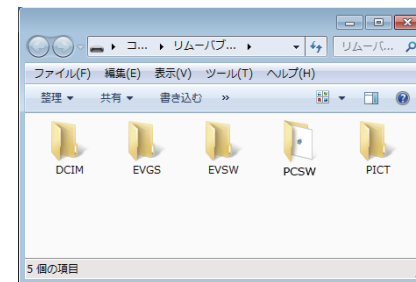 コ... リムーバブ... リムーバ...
ファイル(F) 編集(E) 表示(V) ツール(T) ヘルプ(H)
整理 共有 書き込む »
DCIM EVGS EVSW PCSW PICT
5 個の項目